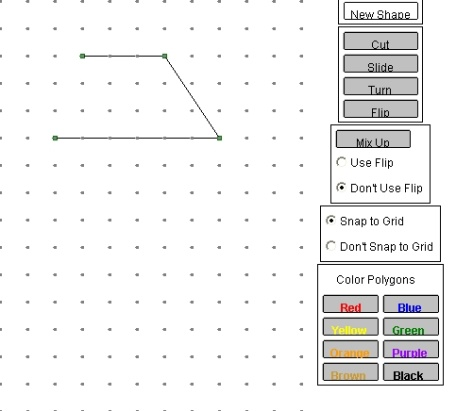 New Shape
Cut
Slide
Turn
Flip
Mix Up
Use Flip
Don't Use Flip
Snap to Grid
Don't Snap to Grid
Color Polygons
Red Blue
Yellow Green
Orange Purple
Brown Black